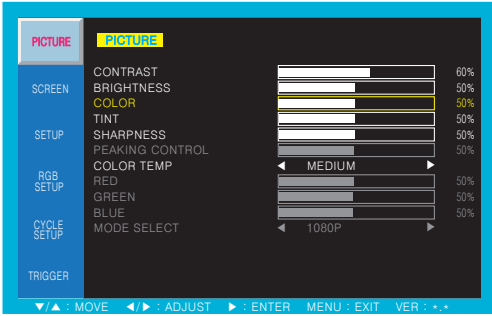 PICTURE
SCREEN
SETUP
RGB
SETUP
CYCLE
SETUP
TRIGGER
PICTURE
CONTRAST 60%
BRIGHTNESS 50%
COLOR 50%
TINT 50%
SHARPNESS 50%
PEAKING CONTROL 50%
COLOR TEMP ◀ MEDIUM ▶
RED 50%
GREEN 50%
BLUE 50%
MODE SELECT ◀ 1080P ▶
▼/▲ : MOVE ◀/▶ : ADJUST ▶ : ENTER MENU : EXIT VER : *.*